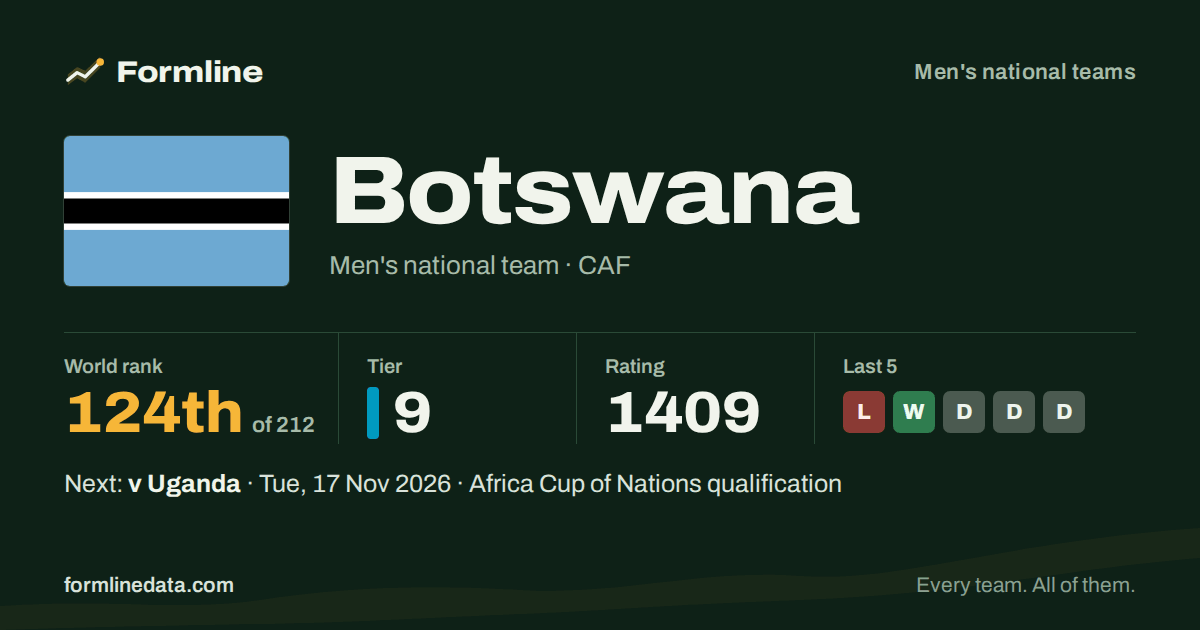 Formline
Men's national teams
Botswana
Men's national team · CAF
World rank
124th of 212
Tier
9
Rating
1409
Last 5
L W D D D
Next: v Uganda · Tue, 17 Nov 2026 · Africa Cup of Nations qualification
formlinedata.com
Every team. All of them.